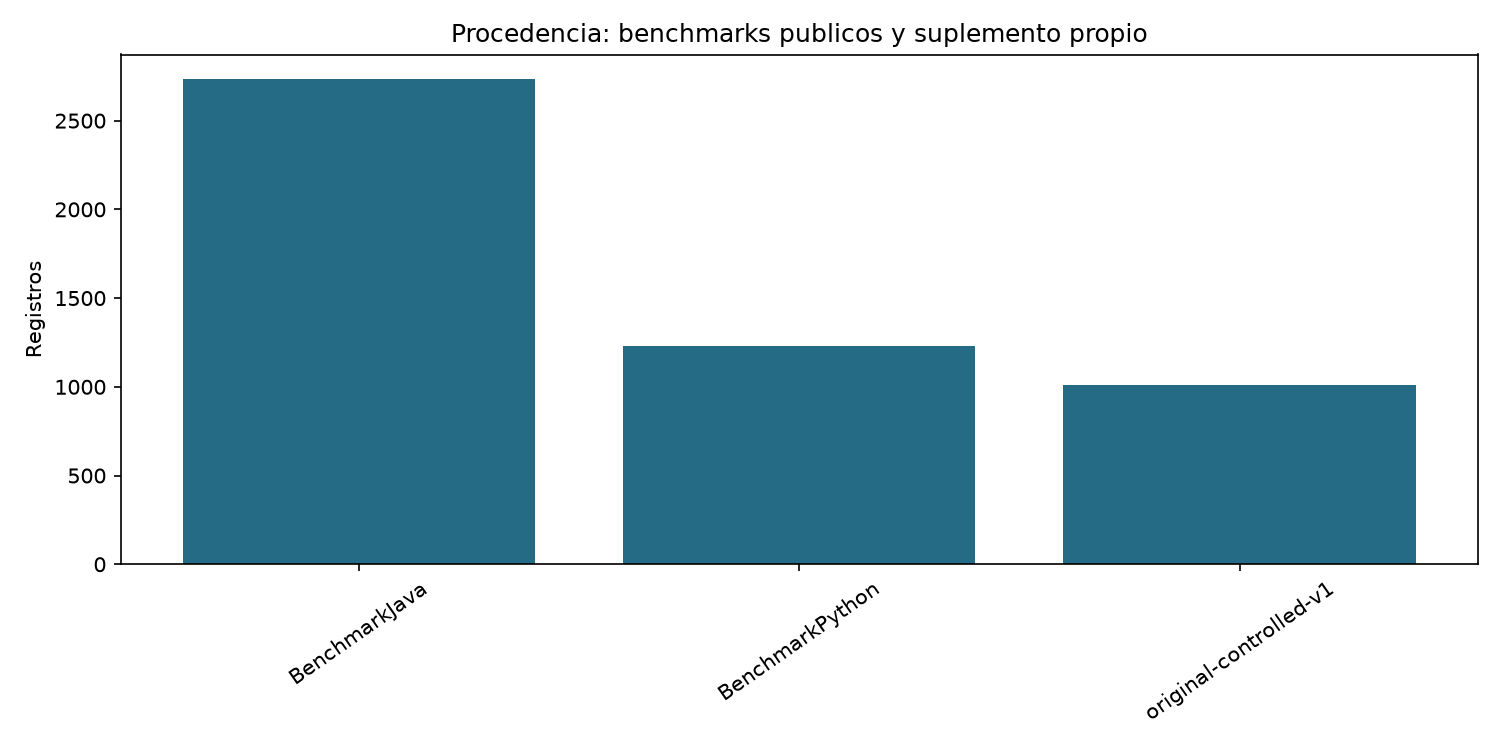 Procedencia: benchmarks publicos y suplemento propio
Registros
2500
2000
1500
1000
500
0
BenchmarkJava
BenchmarkPython
original-controlled-v1